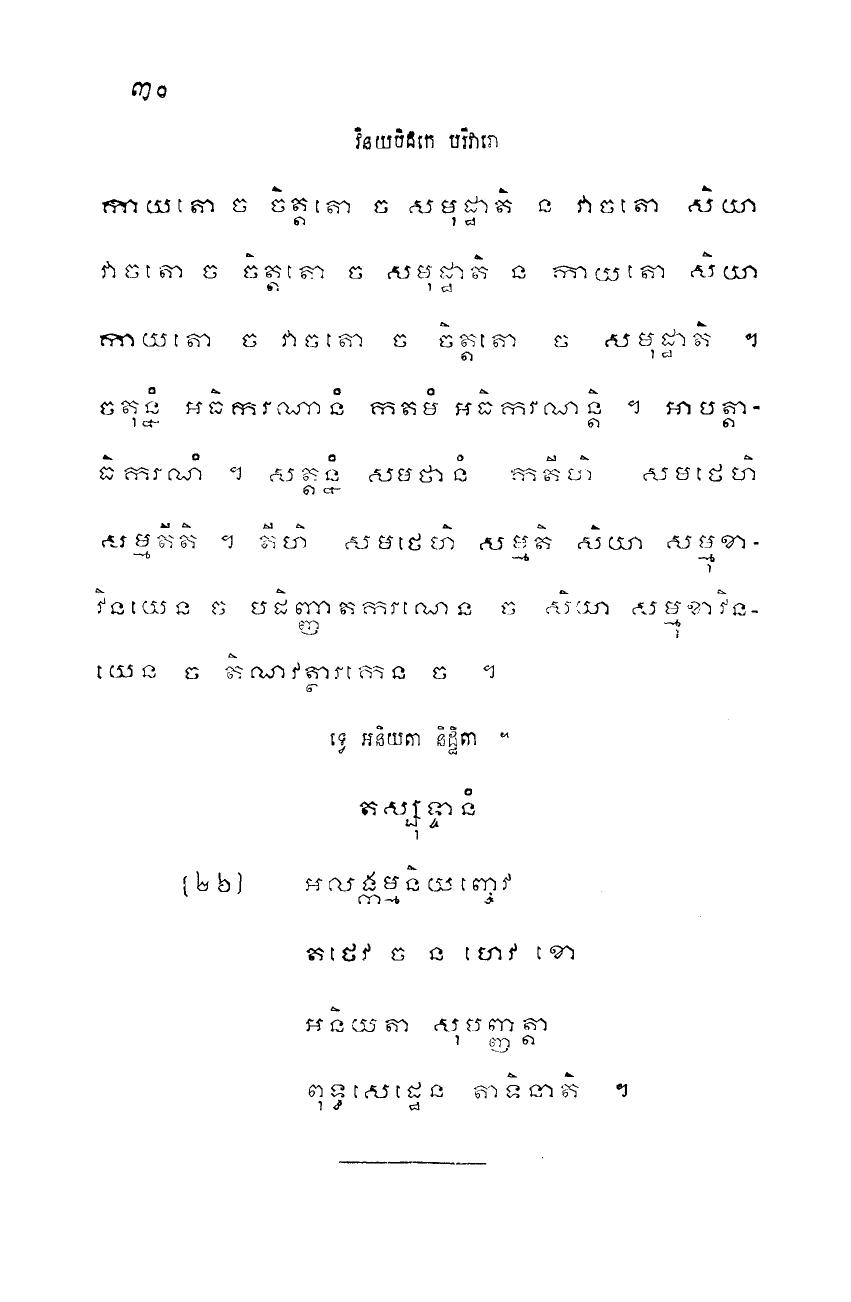 ៣០
វិនយបិដកេ បរិវារោ
កាយតោ ច ចិត្តតោ ច សមុដ្ឋាតិ ន វាចតោ សិយា
វាចតោ ច ចិត្តតោ ច សមុដ្ឋាតិ ន កាយតោ សិយា
កាយតោ ច វាចតោ ច ចិត្តតោ ច សមុដ្ឋាតិ ។
ចតុន្នំ អធិករណានំ កតមំ អធិករណន្តិ ។ អាបត្តា-
ធិករណំ ។ សត្តន្នំ សមថានំ កតីហិ សមថេហិ
សម្មតីតិ ។ តីហិ សមថេហិ សម្មតិ សិយា សម្មុខា-
វិនយេន ច បដិញ្ញាតករណេន ច សិយា សម្មុខាវិន-
យេន ច តិណវត្ថារកេន ច ។
ទ្វេ អនិយតា និដ្ឋិតា ។
តស្សុទ្ទានំ
[២៦] អលង្កម្មនិយញ្ចេវ
តថេវ ច ន ហេវ ខោ
អនិយតា សុបញ្ញត្តា
ពុទ្ធសេដ្ឋេន តាទិនាតិ ។